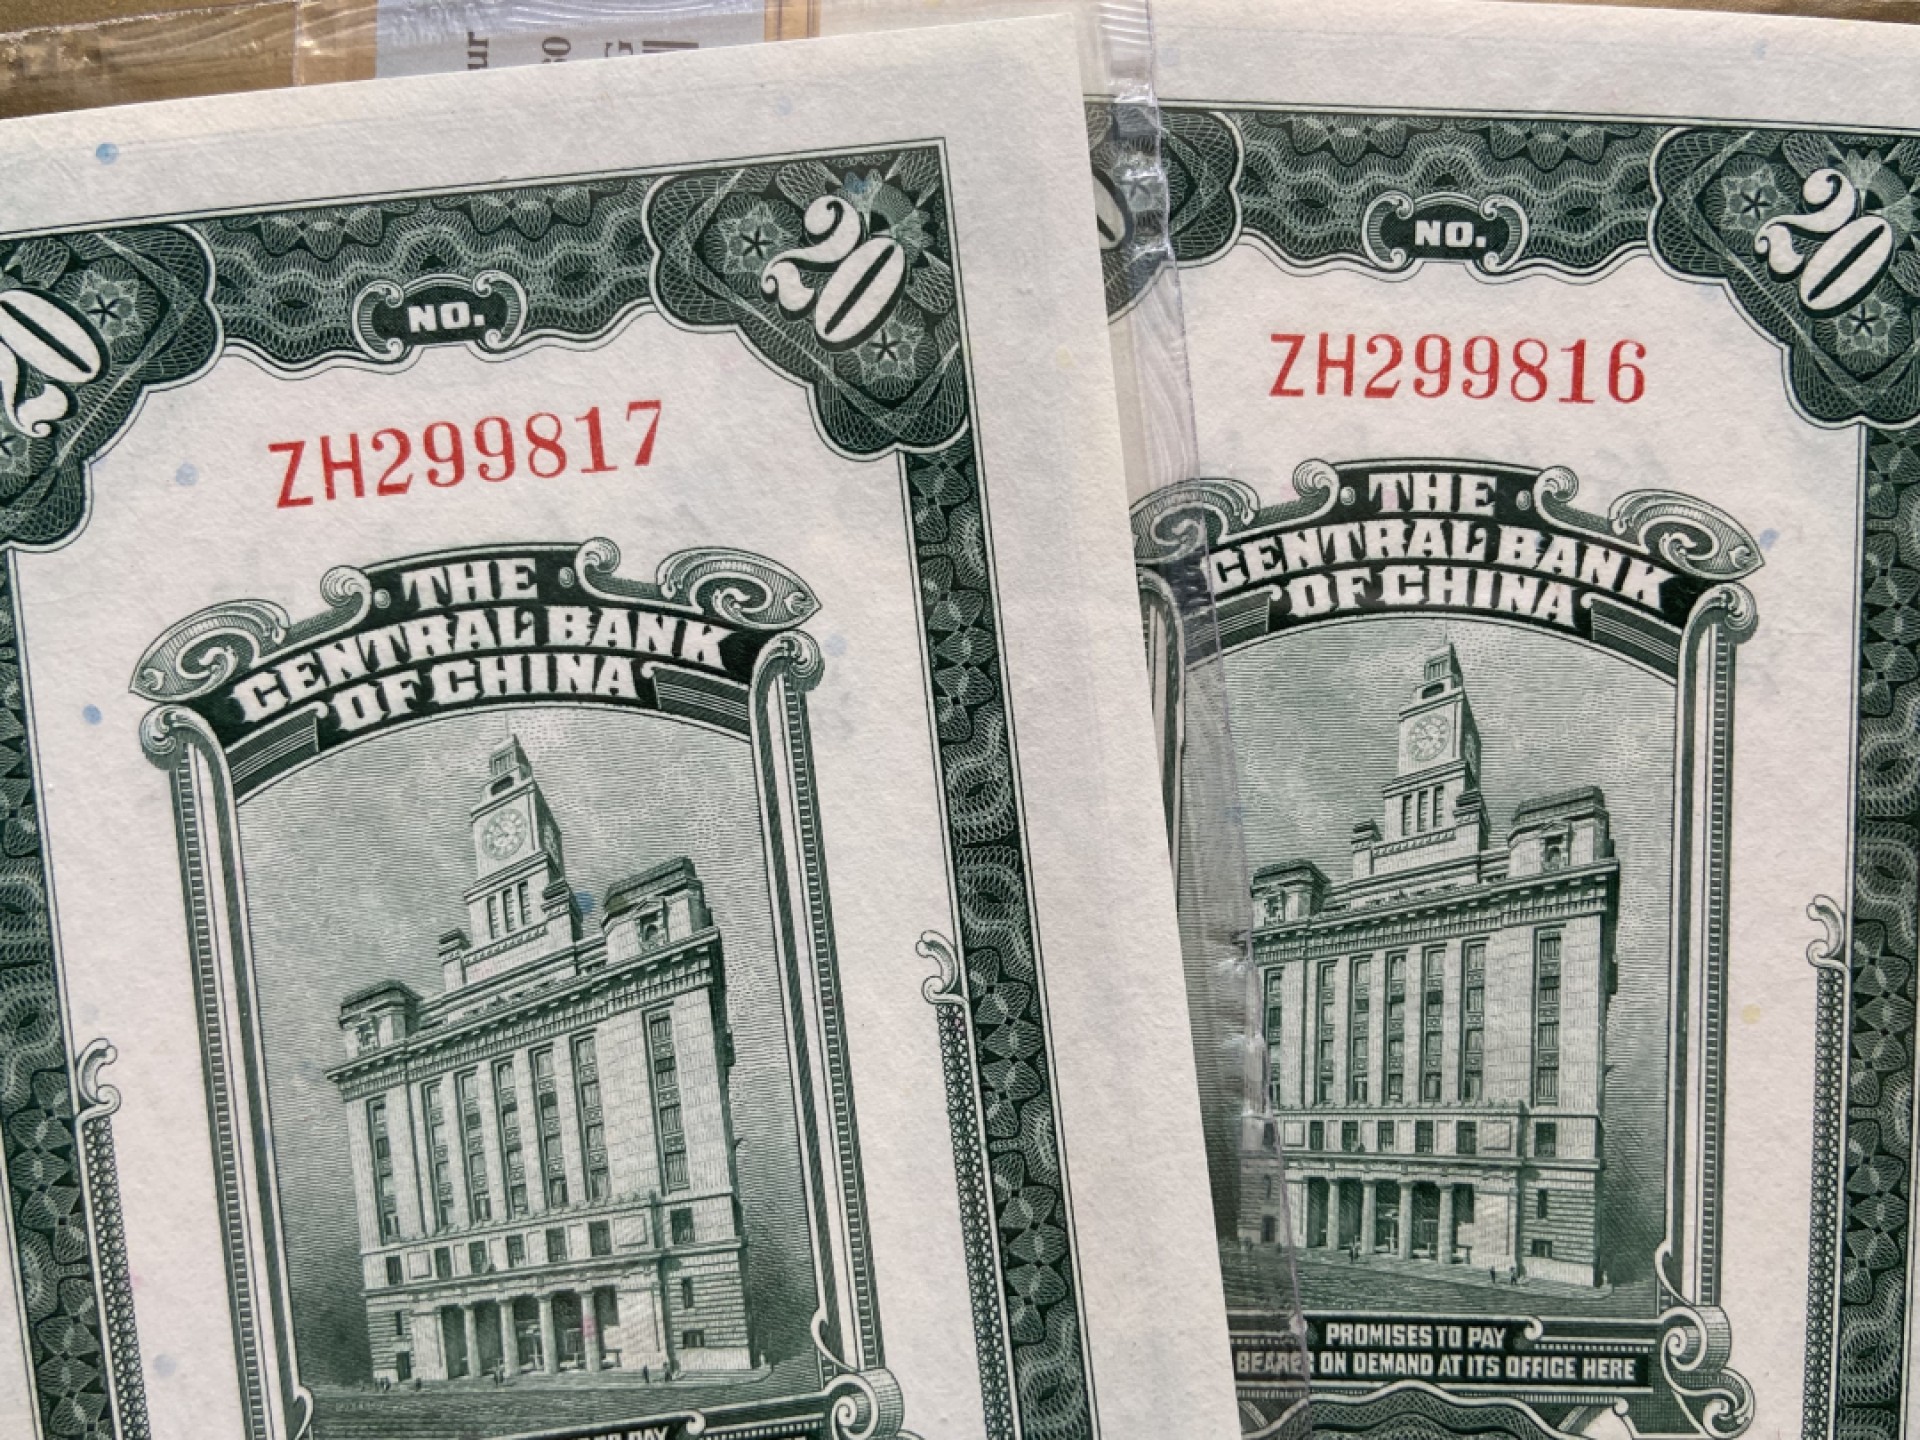 20
NO.
20
ZH299817
THE
CENTRAL BANK
OF CHINA
NO.
20
ZH299816
THE
CENTRAL BANK
OF CHINA
PROMISES TO PAY
BEARER ON DEMAND AT ITS OFFICE HERE